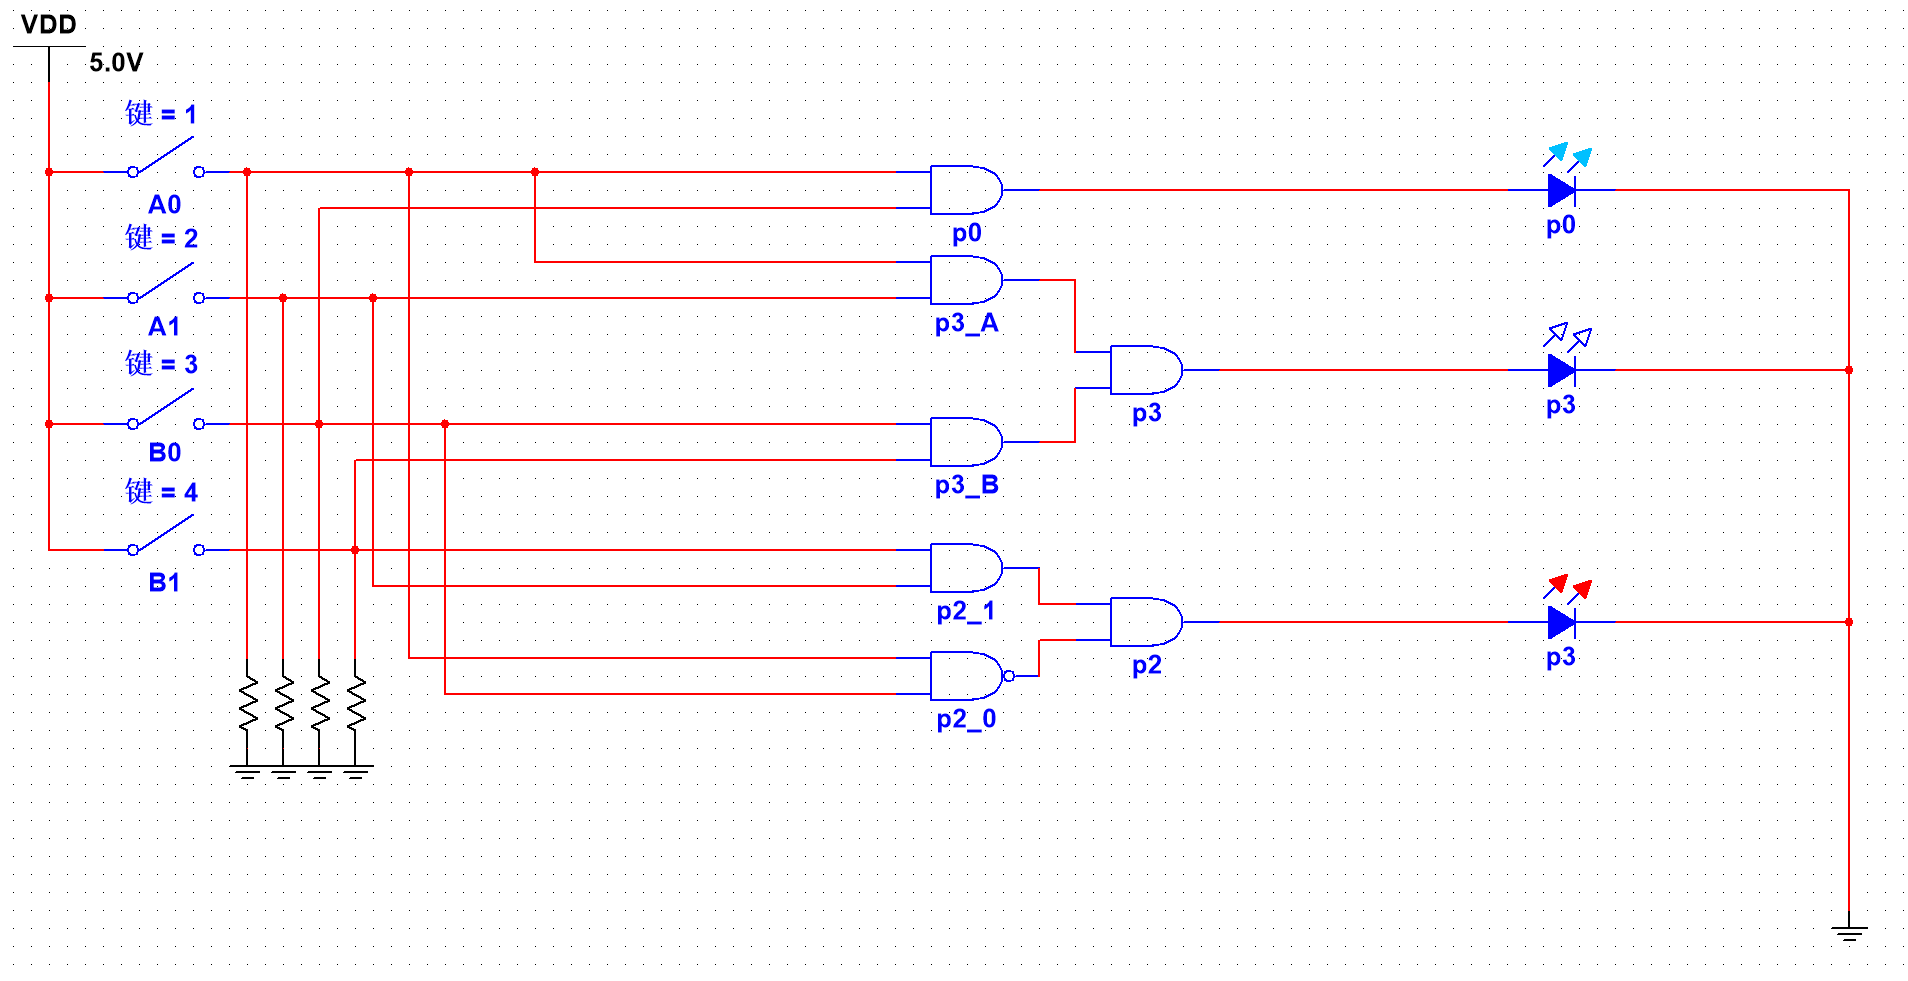 VDD
5.0V
键 = 1
A0
键 = 2
A1
键 = 3
B0
键 = 4
B1
p0
p3_A
p3
p3_B
p2_1
p2
p2_0
p0
p3
p3